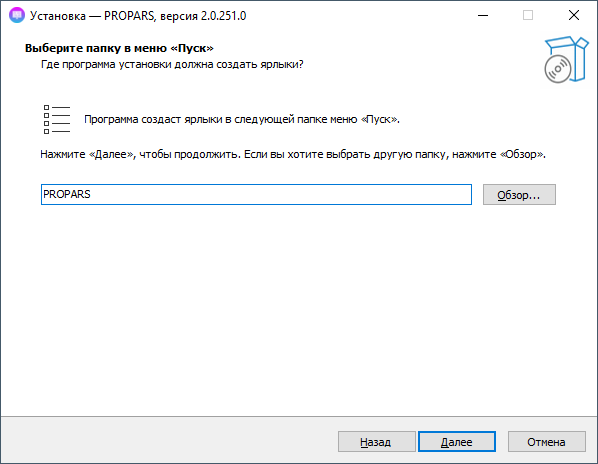 Установка — PROPARS, версия 2.0.251.0
Выберите папку в меню «Пуск»
Где программа установки должна создать ярлыки?
Программа создаст ярлыки в следующей папке меню «Пуск».
Нажмите «Далее», чтобы продолжить. Если вы хотите выбрать другую папку, нажмите «Обзор».
PROPARS
Обзор...
Назад
Далее
Отмена